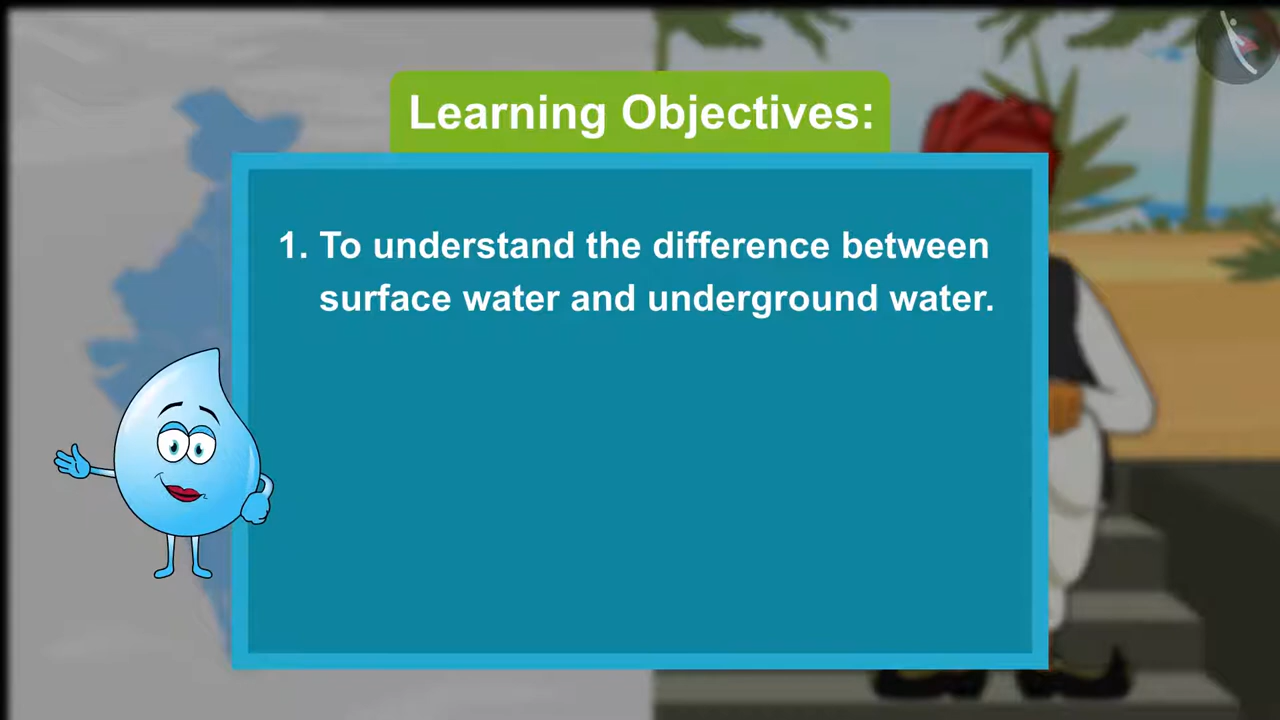 Learning Objectives:
1. To understand the difference between
surface water and underground water.